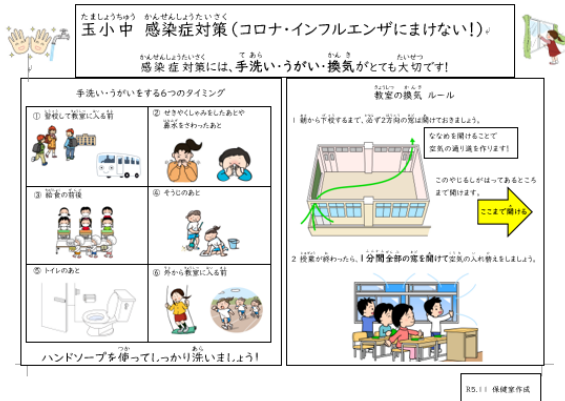 玉小中 感染症対策(コロナ・インフルエンザにまけない!)
感染症対策には、手洗い・うがい・換気がとても大切です!
手洗い・うがいをする6つのタイミング
① 登校して教室に入る前
② せきやくしゃみをしたあとや
鼻水をさわったあと
③ 給食の前後
④ そうじのあと
⑤ トイレのあと
⑥ 外から教室に入る前
ハンドソープを使ってしっかり洗いましょう!
教室の換気 ルール
1 朝から下校するまで、必ず2方向の窓は開けておきましょう。
ななめを開けることで
空気の通り道を作ります!
このやじるしがはってあるところ
まで開けます。
ここまで開ける
2 授業が終わったら、1分間全部の窓を開けて空気の入れ替えをしましょう。
R5.11 保健室作成